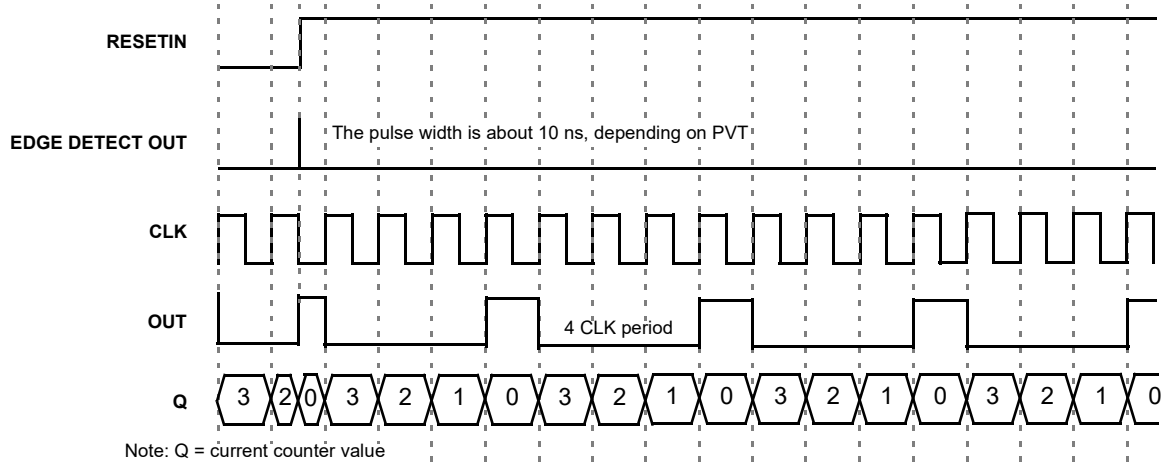 RESETIN
EDGE DETECT OUT
The pulse width is about 10 ns, depending on PVT
CLK
OUT
4 CLK period
Q 3 2 0 3 2 1 0 3 2 1 0 3 2 1 0 3 2 1 0
Note: Q = current counter value